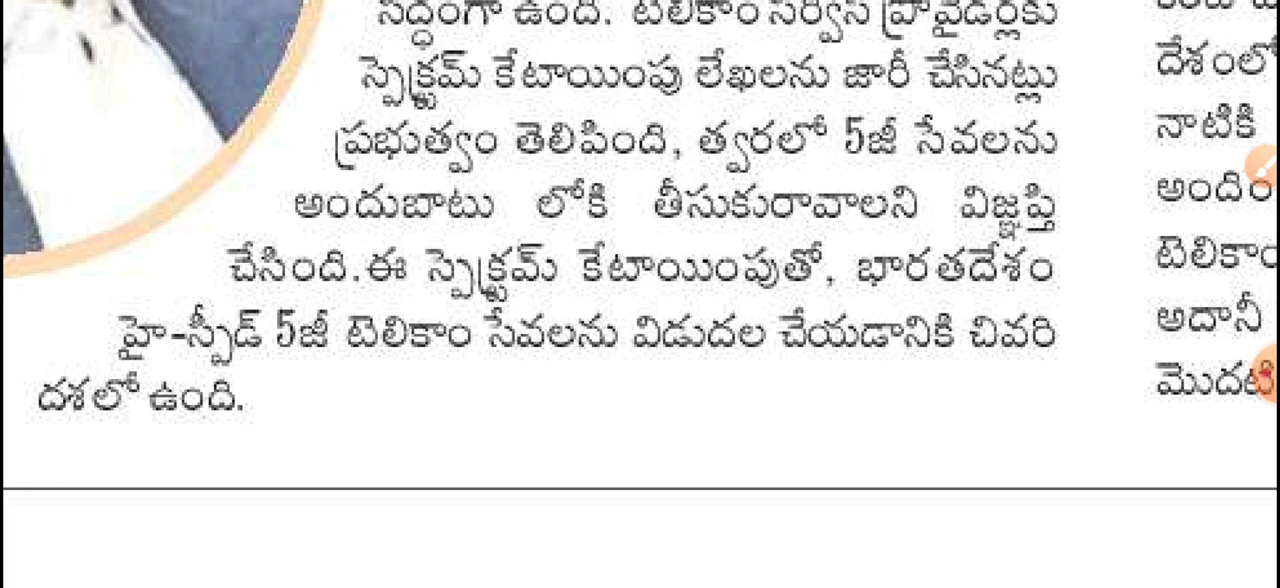 సిద్ధంగా ఉంది. టెలికాం సర్వీస్ ప్రొవైడర్లకు
స్పెక్ట్రమ్ కేటాయింపు లేఖలను జారీ చేసినట్లు
ప్రభుత్వం తెలిపింది, త్వరలో 5జీ సేవలను
అందుబాటు లోకి తీసుకురావాలని విజ్ఞప్తి
చేసింది.ఈ స్పెక్ట్రమ్ కేటాయింపుతో, భారతదేశం
హై-స్పీడ్ 5జీ టెలికాం సేవలను విడుదల చేయడానికి చివరి
దశలో ఉంది.
దేశంలో
నాటికి
టెలికాం
అదానీ